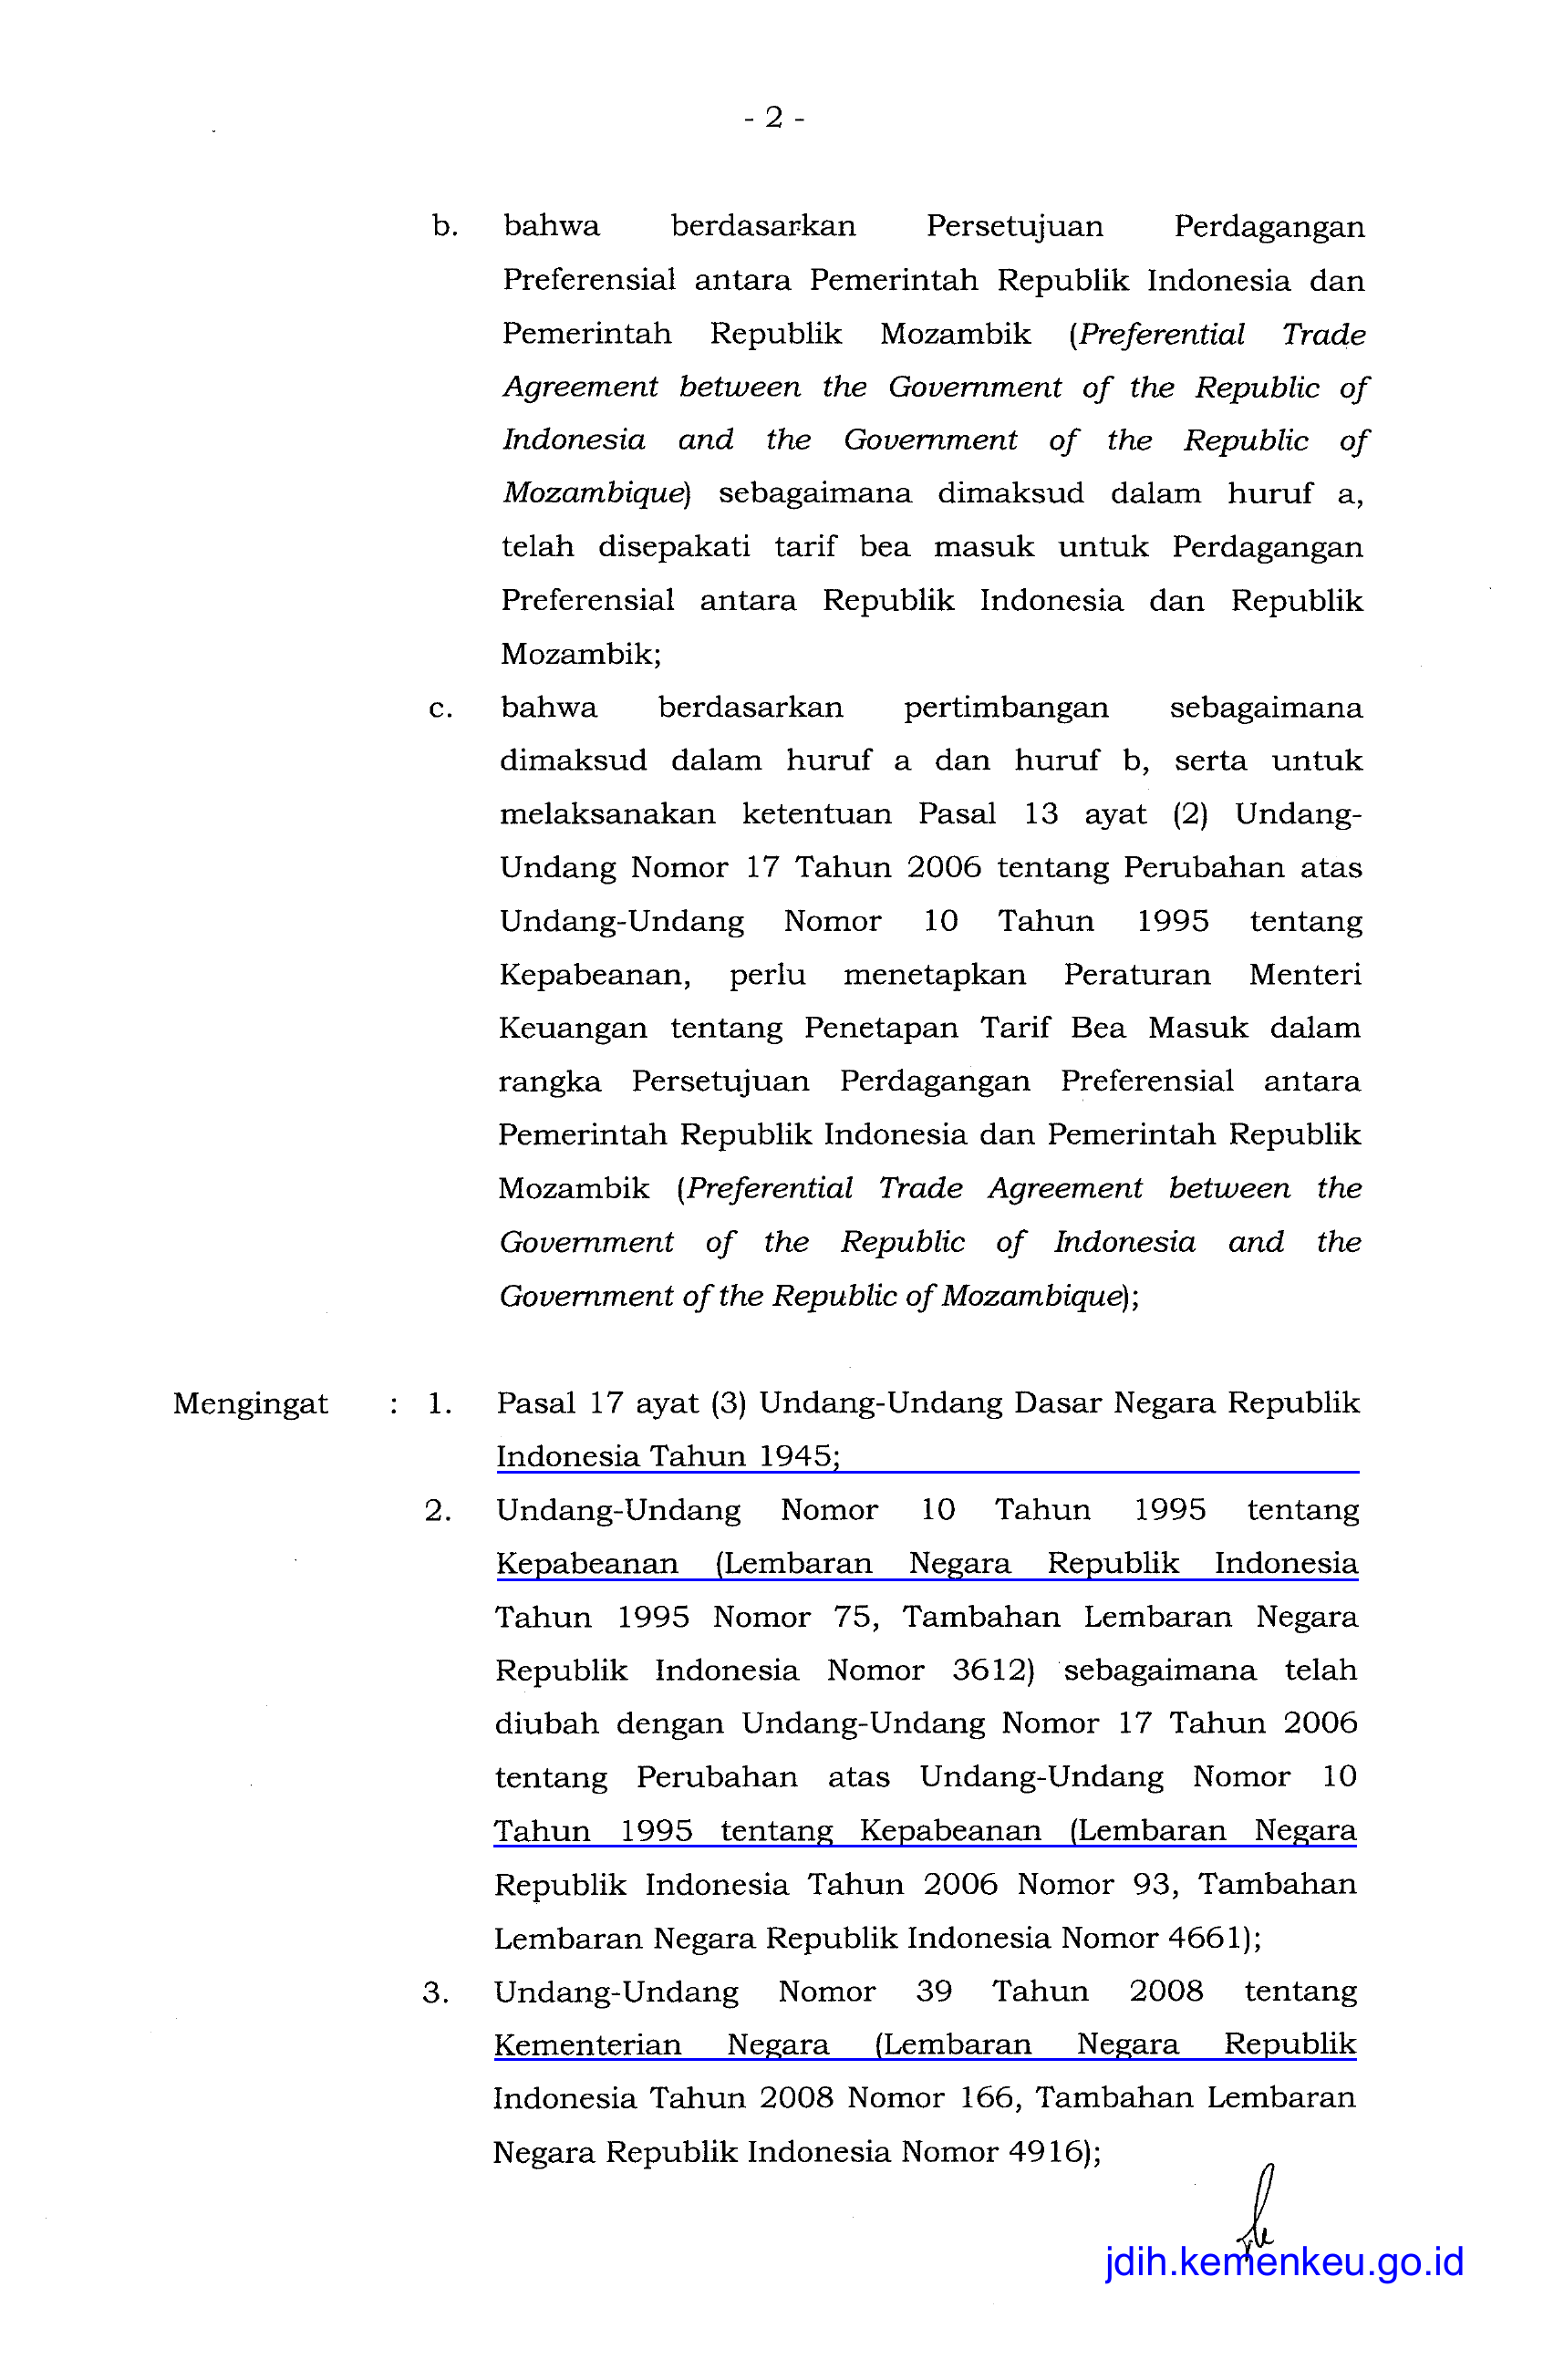 - 2 -
b. bahwa berdasarkan Persetujuan Perdagangan
Preferensial antara Pemerintah Republik Indonesia dan
Pemerintah Republik Mozambik (Preferential Trade
Agreement between the Government of the Republic of
Indonesia and the Government of the Republic of
Mozambique) sebagaimana dimaksud dalam huruf a,
telah disepakati tarif bea masuk untuk Perdagangan
Preferensial antara Republik Indonesia dan Republik
Mozambik;
c. bahwa berdasarkan pertimbangan sebagaimana
dimaksud dalam huruf a dan huruf b, serta untuk
melaksanakan ketentuan Pasal 13 ayat (2) Undang-
Undang Nomor 17 Tahun 2006 tentang Perubahan atas
Undang-Undang Nomor 10 Tahun 1995 tentang
Kepabeanan, perlu menetapkan Peraturan Menteri
Keuangan tentang Penetapan Tarif Bea Masuk dalam
rangka Persetujuan Perdagangan Preferensial antara
Pemerintah Republik Indonesia dan Pemerintah Republik
Mozambik (Preferential Trade Agreement between the
Government of the Republic of Indonesia and the
Government of the Republic of Mozambique);
Mengingat : 1. Pasal 17 ayat (3) Undang-Undang Dasar Negara Republik
Indonesia Tahun 1945;
2. Undang-Undang Nomor 10 Tahun 1995 tentang
Kepabeanan (Lembaran Negara Republik Indonesia
Tahun 1995 Nomor 75, Tambahan Lembaran Negara
Republik Indonesia Nomor 3612) sebagaimana telah
diubah dengan Undang-Undang Nomor 17 Tahun 2006
tentang Perubahan atas Undang-Undang Nomor 10
Tahun 1995 tentang Kepabeanan (Lembaran Negara
Republik Indonesia Tahun 2006 Nomor 93, Tambahan
Lembaran Negara Republik Indonesia Nomor 4661);
3. Undang-Undang Nomor 39 Tahun 2008 tentang
Kementerian Negara (Lembaran Negara Republik
Indonesia Tahun 2008 Nomor 166, Tambahan Lembaran
Negara Republik Indonesia Nomor 4916);
jdih.kemenkeu.go.id